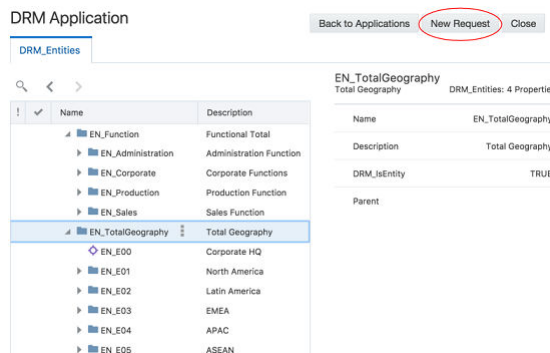 DRM Application
Back to Applications New Request Close
DRM_Entities
! Name Description
EN_Function Functional Total
EN_Administration Administration Function
EN_Corporate Corporate Functions
EN_Production Production Function
EN_Sales Sales Function
EN_TotalGeography Total Geography
EN_E00 Corporate HQ
EN_E01 North America
EN_E02 Latin America
EN_E03 EMEA
EN_E04 APAC
EN_E05 ASEAN
EN_TotalGeography
Total Geography DRM_Entities: 4 Propertie
Name EN_TotalGeography
Description Total Geography
DRM_IsEntity TRUE
Parent